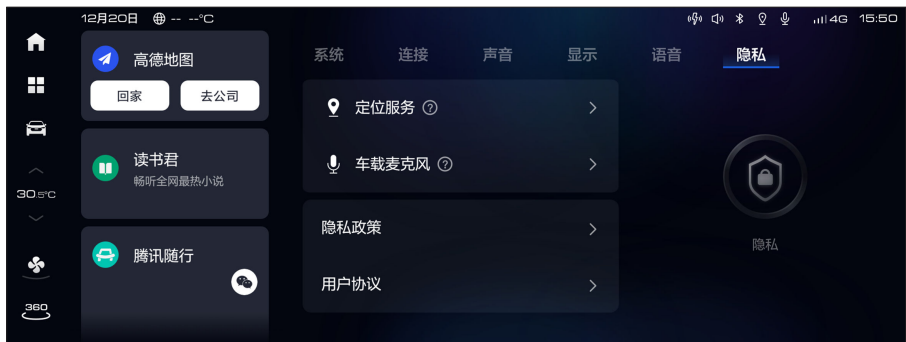 12月20日 -- --°C
4G 15:50
系统 连接 声音 显示 语音 隐私
高德地图
回家 去公司
读书君
畅听全网最热小说
腾讯随行
30.5°C
360
定位服务 ?
车载麦克风 ?
隐私政策
用户协议
隐私